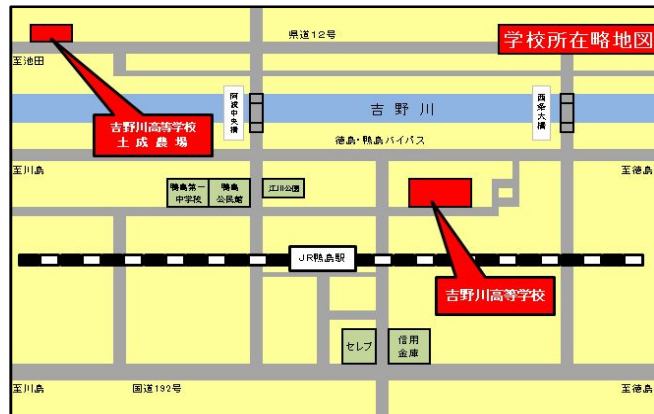 県道12号
学校所在略地図
至池田
阿波中央橋
吉野川
西条大橋
吉野川高等学校
土成農場
徳島・鴨島バイパス
至川島
至徳島
鴨島第一
中学校
鴨島
公民館
江川公園
JR鴨島駅
吉野川高等学校
セレブ
信用
金庫
至川島
国道192号
至徳島